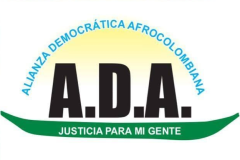 ALIANZA DEMOCRÁTICA AFROCOLOMBIANA
A.D.A.
JUSTICIA PARA MI GENTE